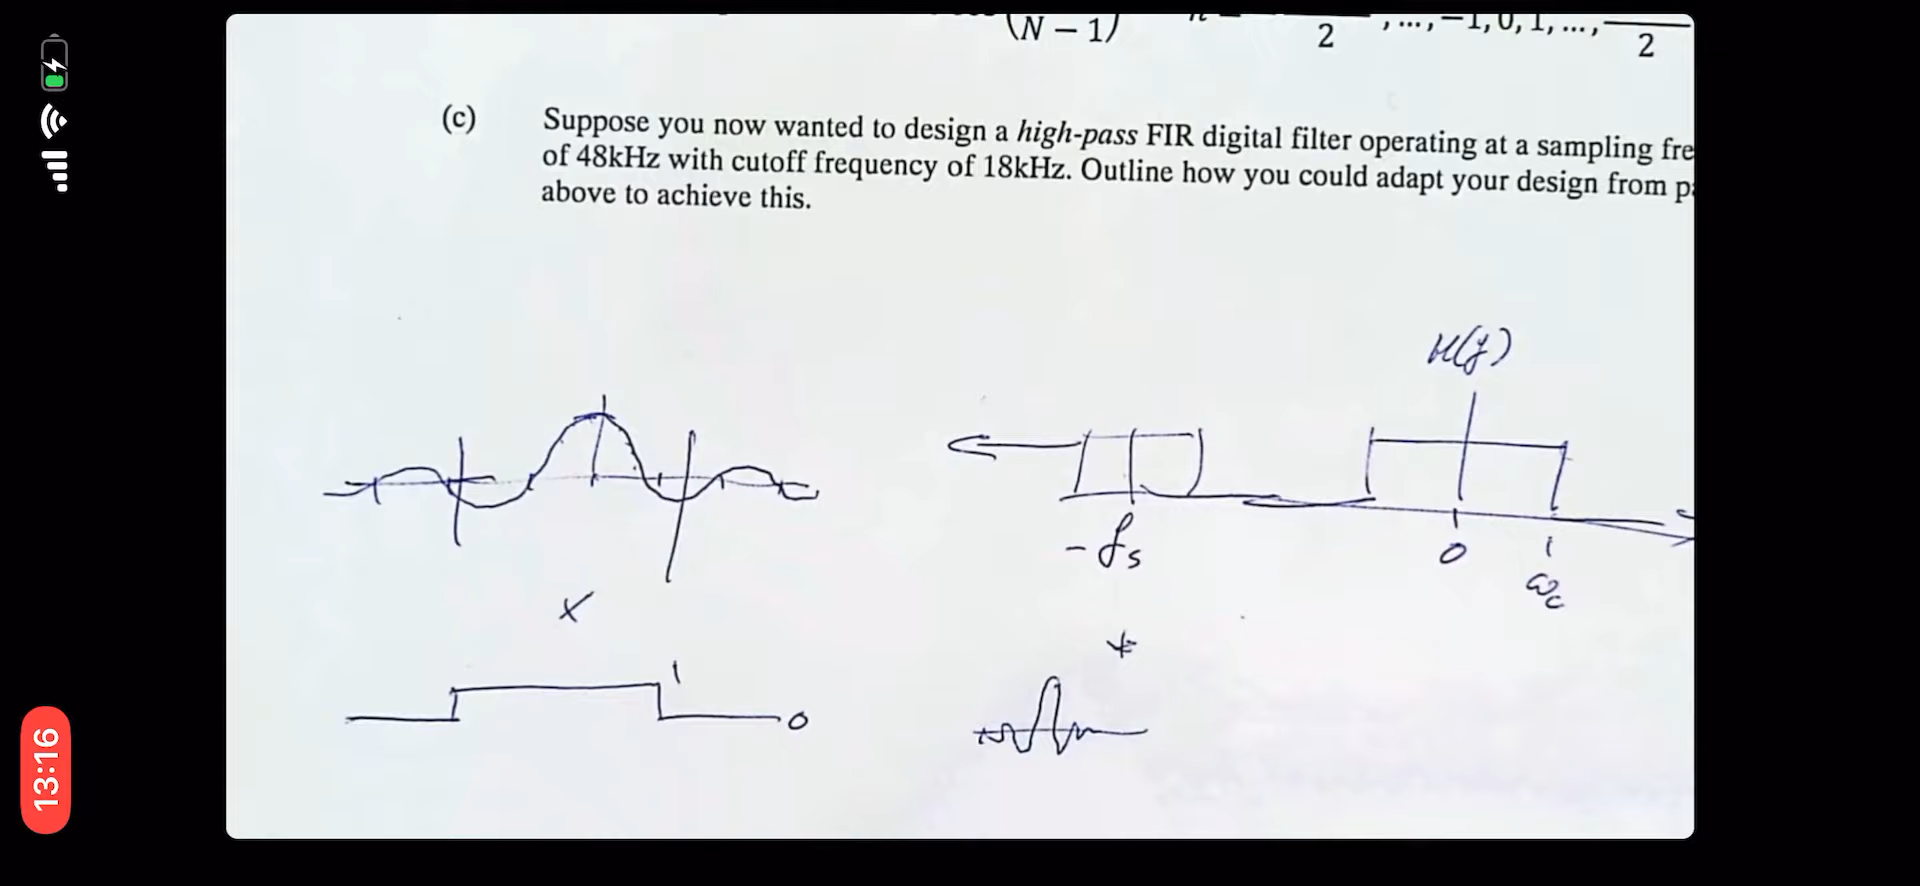 (N – 1)
2
, ..., –1, 0, 1, ...,
2
(c) Suppose you now wanted to design a high-pass FIR digital filter operating at a sampling fre
of 48kHz with cutoff frequency of 18kHz. Outline how you could adapt your design from p
above to achieve this.
H(f)
-fs
0
ωc
x
*
1
0
13:16